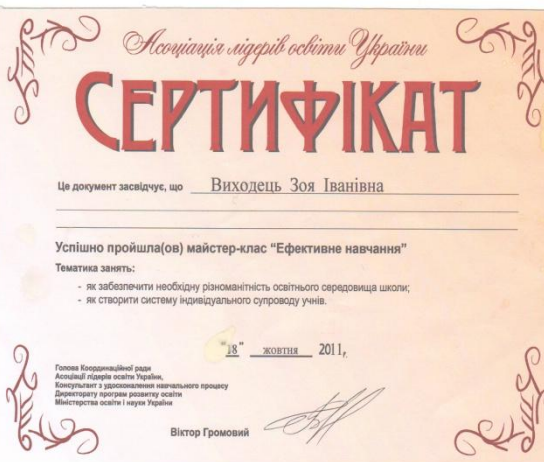 Асоціація лідерів освіти України
СЕРТИФІКАТ
Це документ засвідчує, що Виходець Зоя Іванівна
Успішно пройшла(ов) майстер-клас “Ефективне навчання”
Тематика занять:
- як забезпечити необхідну різноманітність освітнього середовища школи;
- як створити систему індивідуального супроводу учнів.
"18" жовтня 2011р.
Голова Координаційної ради
Асоціації лідерів освіти України,
Консультант з удосконалення навчального процесу
Директорату програм розвитку освіти
Міністерства освіти і науки України
Віктор Громовий